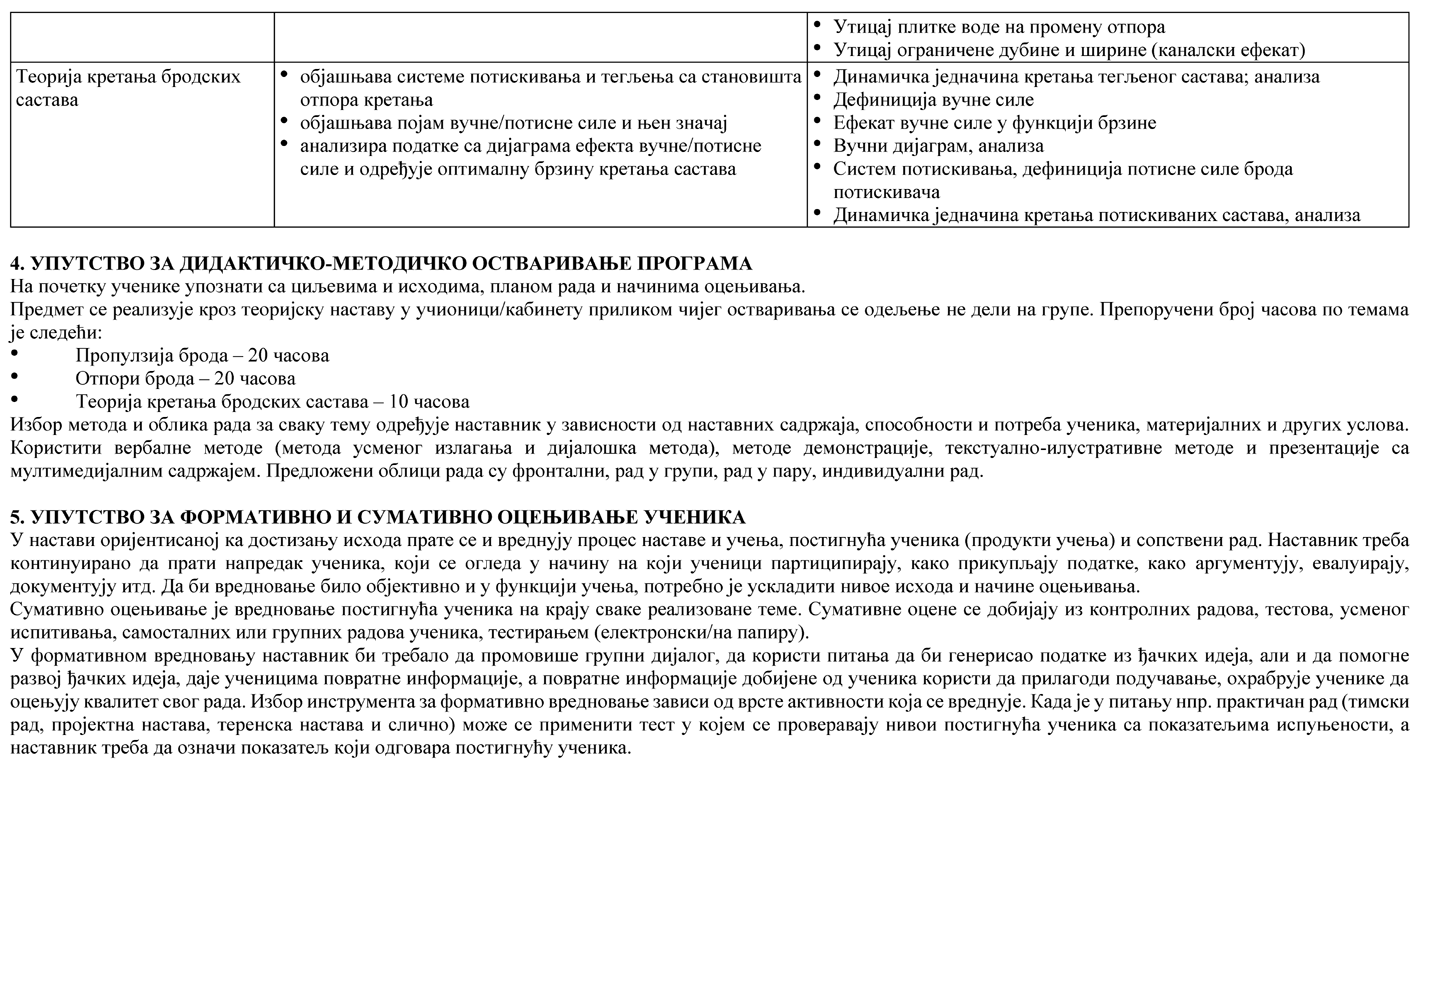 • Утицај плитке воде на промену отпора
• Утицај ограничене дубине и ширине (каналски ефекат)
Теорија кретања бродских
састава
• објашњава системе потискивања и тегљења са становишта
отпора кретања
• објашњава појам вучне/потисне силе и њен значај
• анализира податке са дијаграма ефекта вучне/потисне
силе и одређује оптималну брзину кретања састава
• Динамичка једначина кретања тегљеног састава; анализа
• Дефиниција вучне силе
• Ефекат вучне силе у функцији брзине
• Вучни дијаграм, анализа
• Систем потискивања, дефиниција потисне силе брода
потискивача
• Динамичка једначина кретања потискиваних састава, анализа
4. УПУТСТВО ЗА ДИДАКТИЧКО-МЕТОДИЧКО ОСТВАРИВАЊЕ ПРОГРАМА
На почетку ученике упознати са циљевима и исходима, планом рада и начинима оцењивања.
Предмет се реализује кроз теоријску наставу у учионици/кабинету приликом чијег остваривања се одељење не дели на групе. Препоручени број часова по темама
је следећи:
• Пропулзија брода – 20 часова
• Отпори брода – 20 часова
• Теорија кретања бродских састава – 10 часова
Избор метода и облика рада за сваку тему одређује наставник у зависности од наставних садржаја, способности и потреба ученика, материјалних и других услова.
Користити вербалне методе (метода усменог излагања и дијалошка метода), методе демонстрације, текстуално-илустративне методе и презентације са
мултимедијалним садржајем. Предложени облици рада су фронтални, рад у групи, рад у пару, индивидуални рад.
5. УПУТСТВО ЗА ФОРМАТИВНО И СУМАТИВНО ОЦЕЊИВАЊЕ УЧЕНИКА
У настави оријентисаној ка достизању исхода прате се и вреднују процес наставе и учења, постигнућа ученика (продукти учења) и сопствени рад. Наставник треба
континуирано да прати напредак ученика, који се огледа у начину на који ученици партиципирају, како прикупљају податке, како аргументују, евалуирају,
документују итд. Да би вредновање било објективно и у функцији учења, потребно је ускладити нивое исхода и начине оцењивања.
Сумативно оцењивање је вредновање постигнућа ученика на крају сваке реализоване теме. Сумативне оцене се добијају из контролних радова, тестова, усменог
испитивања, самосталних или групних радова ученика, тестирањем (електронски/на папиру).
У формативном вредновању наставник би требало да промовише групни дијалог, да користи питања да би генерисао податке из ђачких идеја, али и да помогне
развој ђачких идеја, даје ученицима повратне информације, а повратне информације добијене од ученика користи да прилагоди подучавање, охрабрује ученике да
оцењују квалитет свог рада. Избор инструмента за формативно вредновање зависи од врсте активности која се вреднује. Када је у питању нпр. практичан рад (тимски
рад, пројектна настава, теренска настава и слично) може се применити тест у којем се проверавају нивои постигнућа ученика са показатељима испуњености, а
наставник треба да означи показатељ који одговара постигнућу ученика.